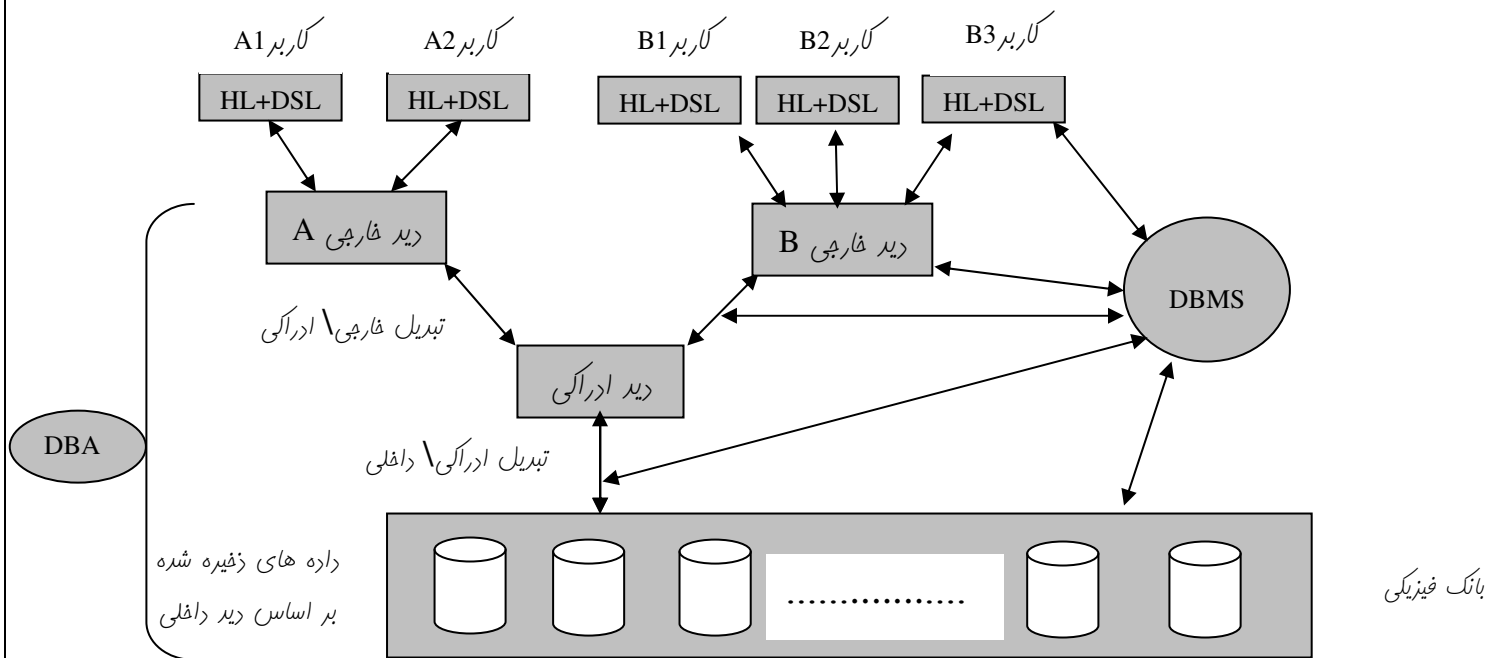 کاربر A1
کاربر A2
کاربر B1
کاربر B2
کاربر B3
HL+DSL
HL+DSL
HL+DSL
HL+DSL
HL+DSL
دید خارجی A
دید خارجی B
DBMS
تبدیل خارجی\ ادراکی
دید ادراکی
DBA
تبدیل ادراکی\ داخلی
داده های ذخیره شده
بر اساس دید داخلی
................
بانک فیزیکی